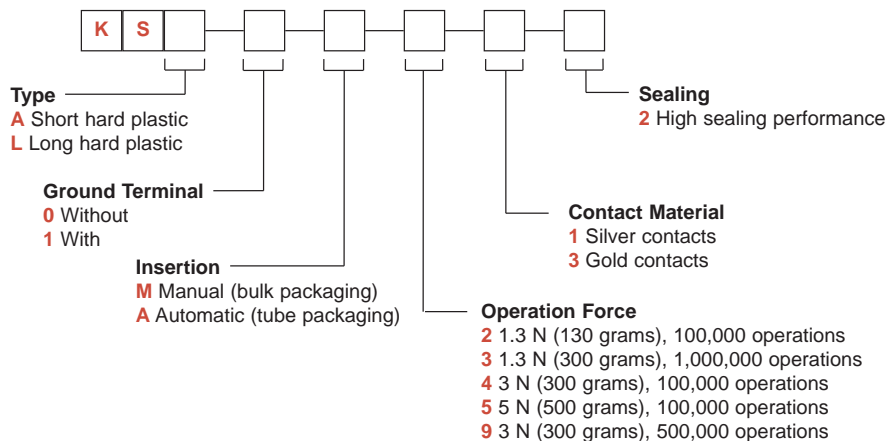 K S
Type
A Short hard plastic
L Long hard plastic
Ground Terminal
0 Without
1 With
Insertion
M Manual (bulk packaging)
A Automatic (tube packaging)
Operation Force
2 1.3 N (130 grams), 100,000 operations
3 1.3 N (300 grams), 1,000,000 operations
4 3 N (300 grams), 100,000 operations
5 5 N (500 grams), 100,000 operations
9 3 N (300 grams), 500,000 operations
Contact Material
1 Silver contacts
3 Gold contacts
Sealing
2 High sealing performance